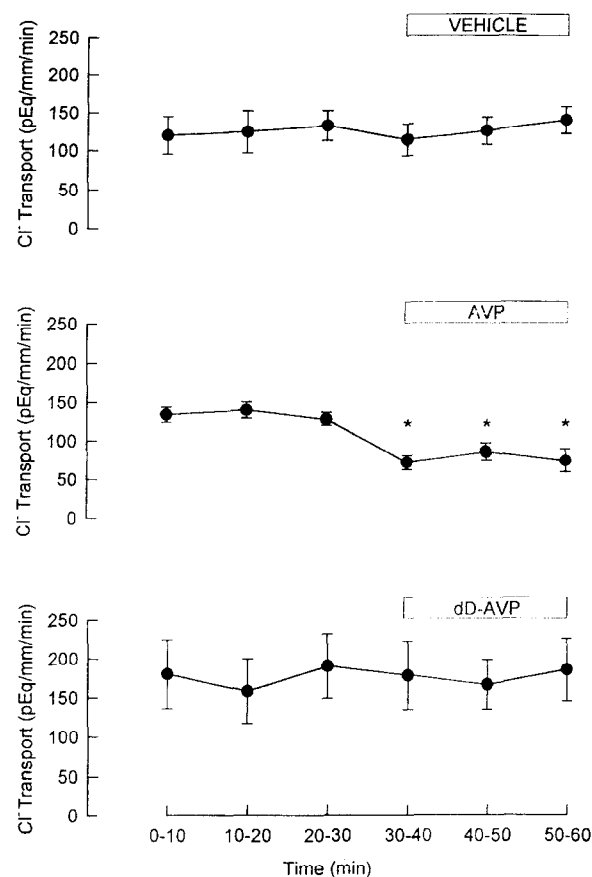 VEHICLE
Cl⁻ Transport (pEq/mm/min)
250
200
150
100
50
0
AVP
Cl⁻ Transport (pEq/mm/min)
250
200
150
100
50
0
* * *
dD-AVP
Cl⁻ Transport (pEq/mm/min)
250
200
150
100
50
0
0-10 10-20 20-30 30-40 40-50 50-60
Time (min)